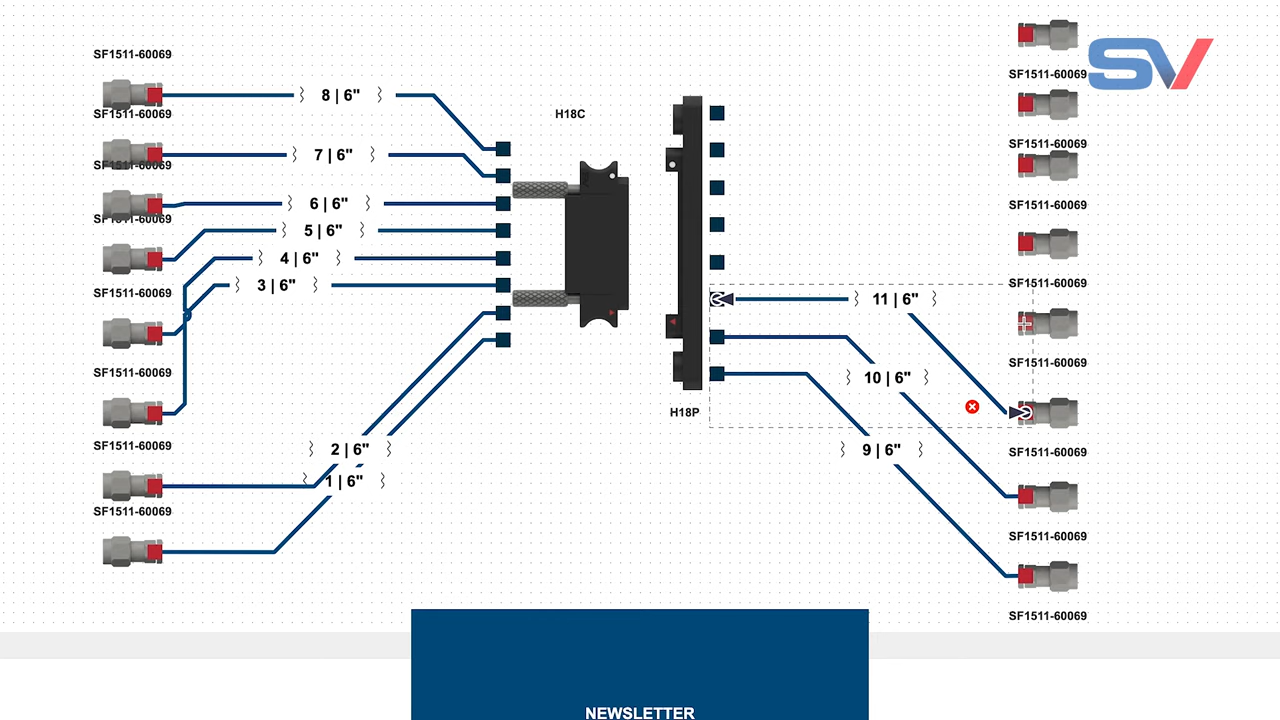 SF1511-60069
8 | 6"
SF1511-60069
7 | 6"
SF1511-60069
6 | 6"
SF1511-60069
5 | 6"
4 | 6"
SF1511-60069
3 | 6"
SF1511-60069
SF1511-60069
2 | 6"
1 | 6"
SF1511-60069
H18C
H18P
SV
SF1511-60069
SF1511-60069
SF1511-60069
SF1511-60069
11 | 6"
SF1511-60069
10 | 6"
SF1511-60069
9 | 6"
SF1511-60069
SF1511-60069
NEWSLETTER